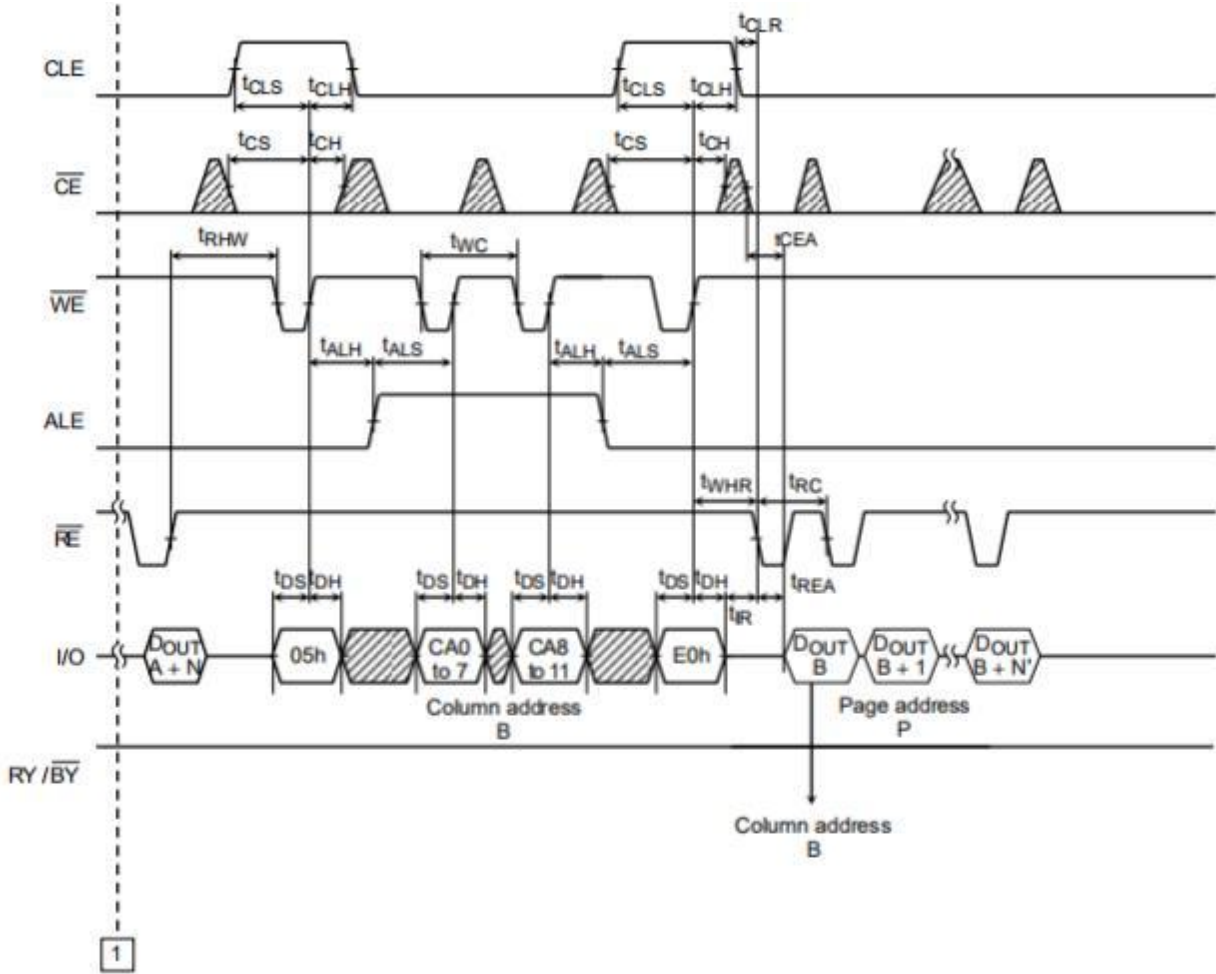 tCLR
CLE
tCLS tCLH tCLS tCLH
tCS tCH tCS tCH
CE
tRHW tWC tCEA
WE
tALH tALS tALH tALS
ALE
tWHR tRC
RE
tDS tDH tDS tDH tDS tDH tDS tDH tREA
tIR
I/O
DOUT
A + N
05h
CA0
to 7
CA8
to 11
E0h
DOUT
B
DOUT
B + 1
DOUT
B + N'
Column address
B
Page address
P
RY / BY
Column address
B
1